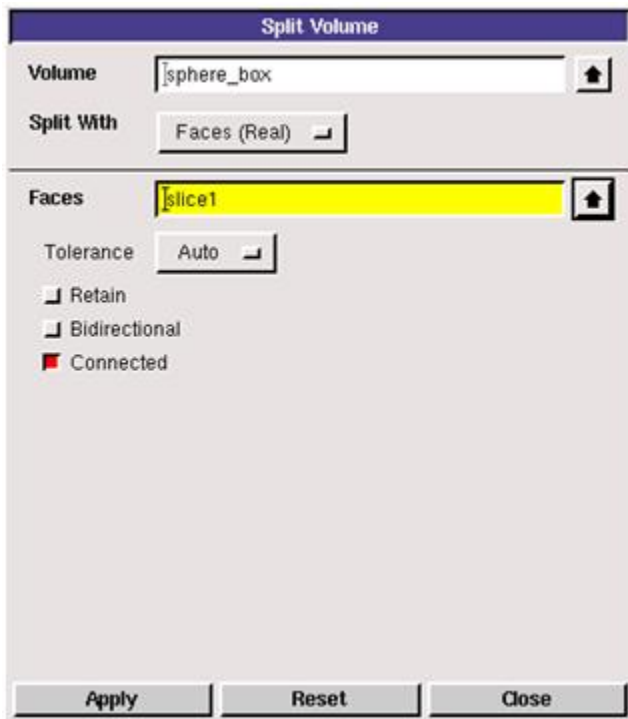 Split Volume
Volume sphere_box
Split With Faces (Real)
Faces slice1
Tolerance Auto
Retain
Bidirectional
Connected
Apply Reset Close